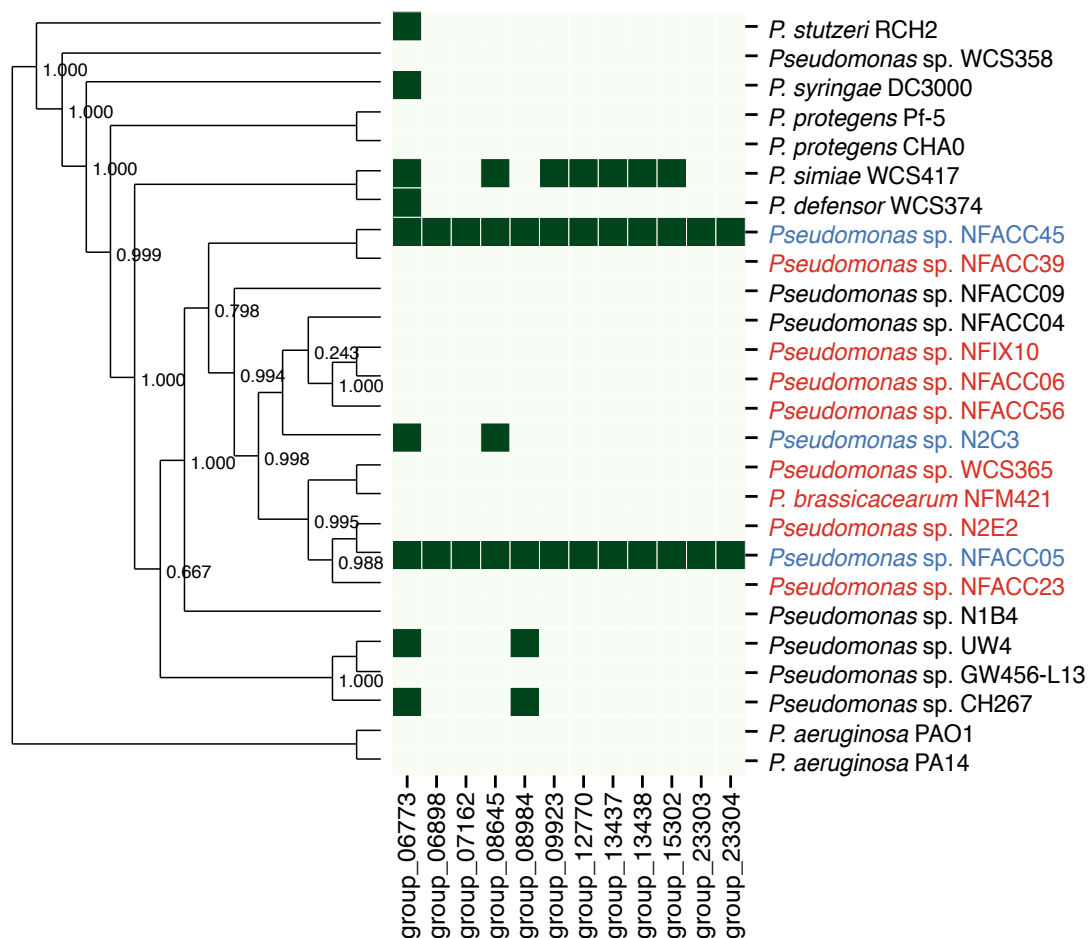 P. stutzeri RCH2
Pseudomonas sp. WCS358
1.000
P. syringae DC3000
1.000
P. protegens Pf-5
P. protegens CHA0
1.000
P. simiae WCS417
P. defensor WCS374
Pseudomonas sp. NFACC45
0.999
Pseudomonas sp. NFACC39
Pseudomonas sp. NFACC09
0.798
Pseudomonas sp. NFACC04
0.243
Pseudomonas sp. NFIX10
0.994
1.000
1.000
Pseudomonas sp. NFACC06
Pseudomonas sp. NFACC56
Pseudomonas sp. N2C3
0.998
1.000
Pseudomonas sp. WCS365
P. brassicacearum NFM421
0.995
Pseudomonas sp. N2E2
0.988
Pseudomonas sp. NFACC05
0.667
Pseudomonas sp. NFACC23
Pseudomonas sp. N1B4
Pseudomonas sp. UW4
Pseudomonas sp. GW456-L13
1.000
Pseudomonas sp. CH267
P. aeruginosa PAO1
P. aeruginosa PA14
group_06773
group_06898
group_07162
group_08645
group_08984
group_09923
group_12770
group_13437
group_13438
group_15302
group_23303
group_23304